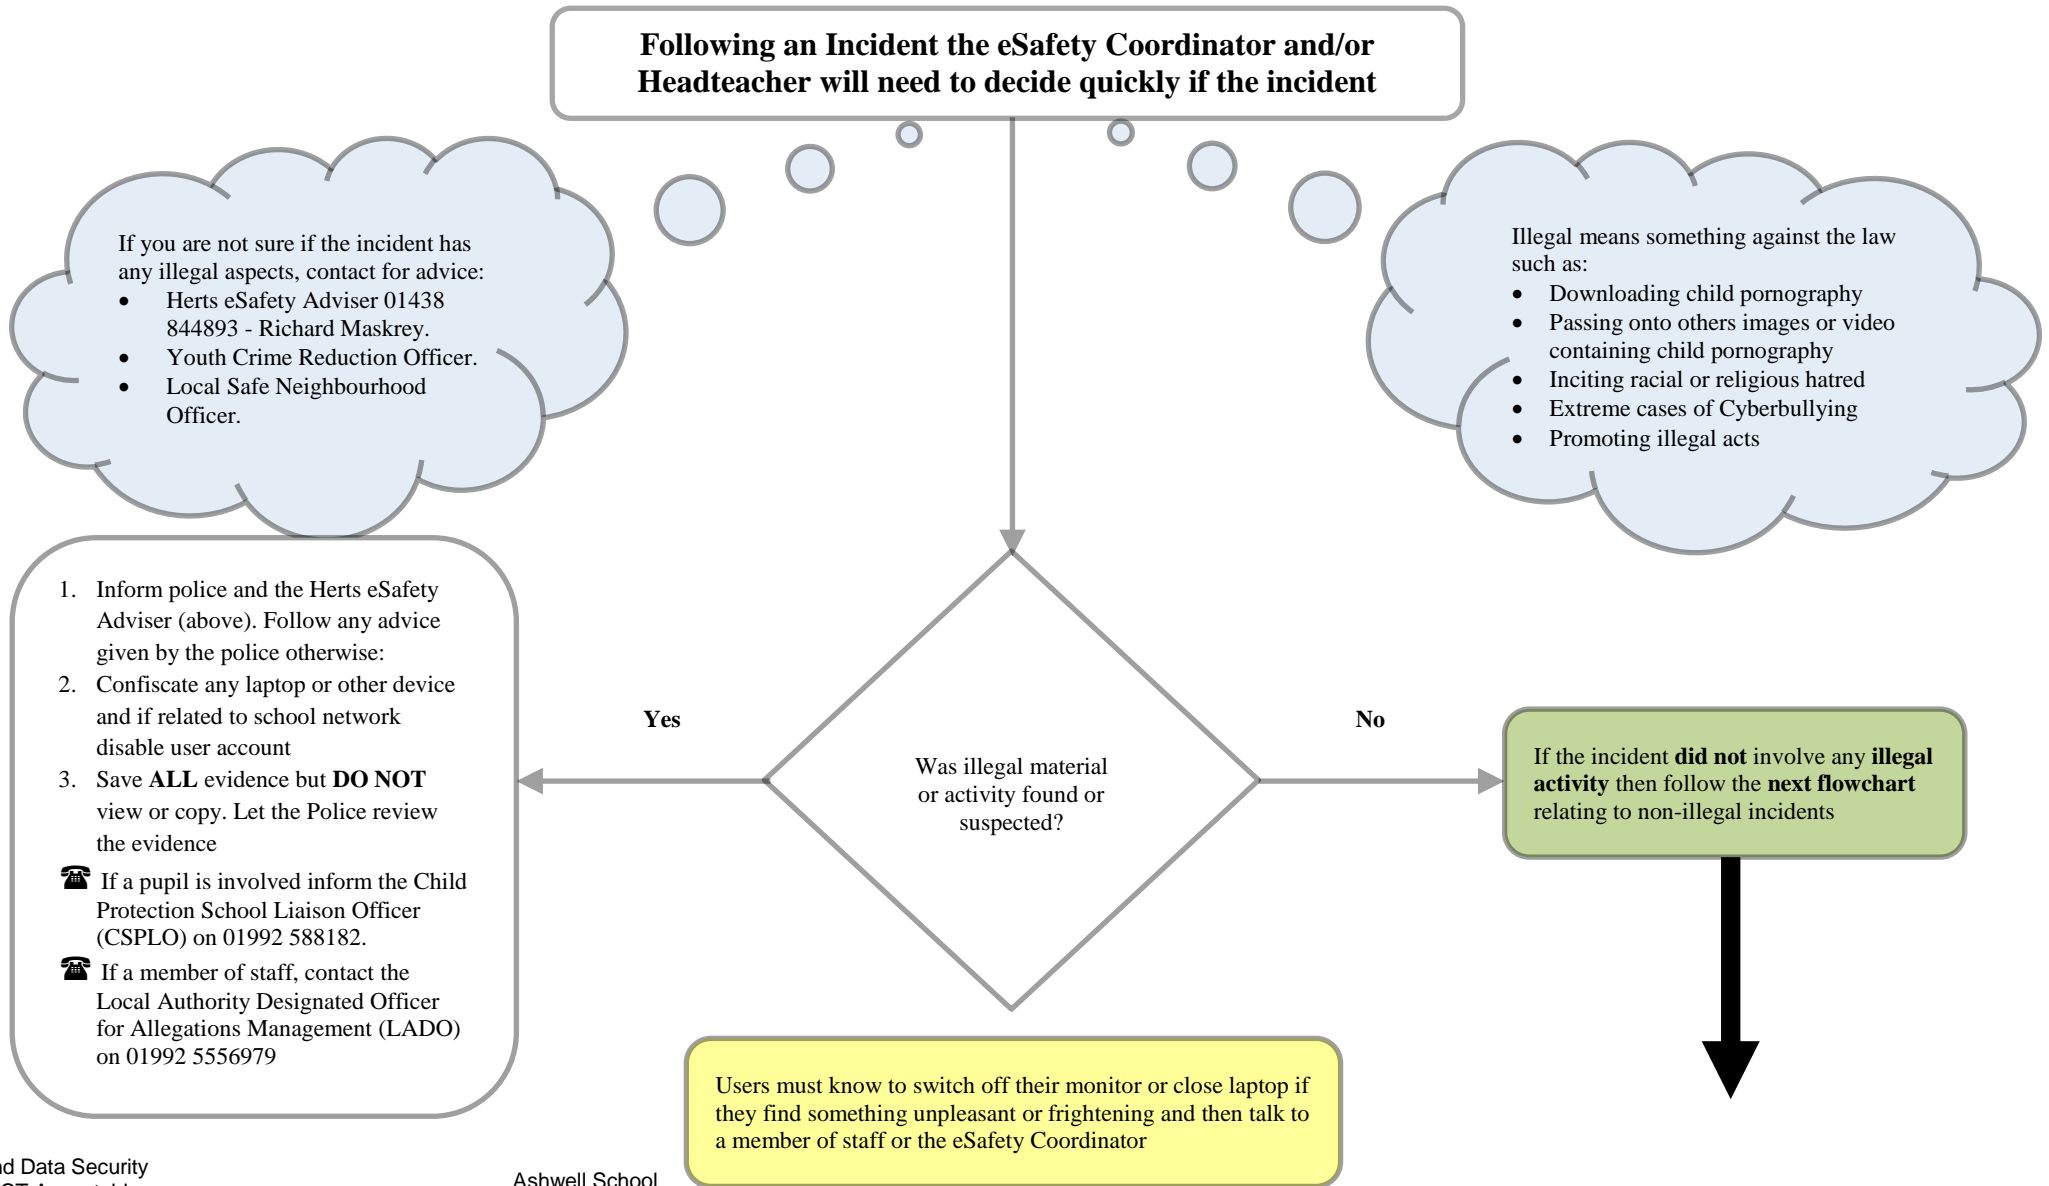 Following an Incident the eSafety Coordinator and/or
Headteacher will need to decide quickly if the incident
If you are not sure if the incident has
any illegal aspects, contact for advice:
• Herts eSafety Adviser 01438
844893 - Richard Maskrey.
• Youth Crime Reduction Officer.
• Local Safe Neighbourhood
Officer.
Illegal means something against the law
such as:
• Downloading child pornography
• Passing onto others images or video
containing child pornography
• Inciting racial or religious hatred
• Extreme cases of Cyberbullying
• Promoting illegal acts
1. Inform police and the Herts eSafety
Adviser (above). Follow any advice
given by the police otherwise:
2. Confiscate any laptop or other device
and if related to school network
disable user account
3. Save ALL evidence but DO NOT
view or copy. Let the Police review
the evidence
☎ If a pupil is involved inform the Child
Protection School Liaison Officer
(CSPLO) on 01992 588182.
☎ If a member of staff, contact the
Local Authority Designated Officer
for Allegations Management (LADO)
on 01992 5556979
Yes
Was illegal material
or activity found or
suspected?
No
If the incident did not involve any illegal
activity then follow the next flowchart
relating to non-illegal incidents
Users must know to switch off their monitor or close laptop if
they find something unpleasant or frightening and then talk to
a member of staff or the eSafety Coordinator
Data Security
Ashwell School